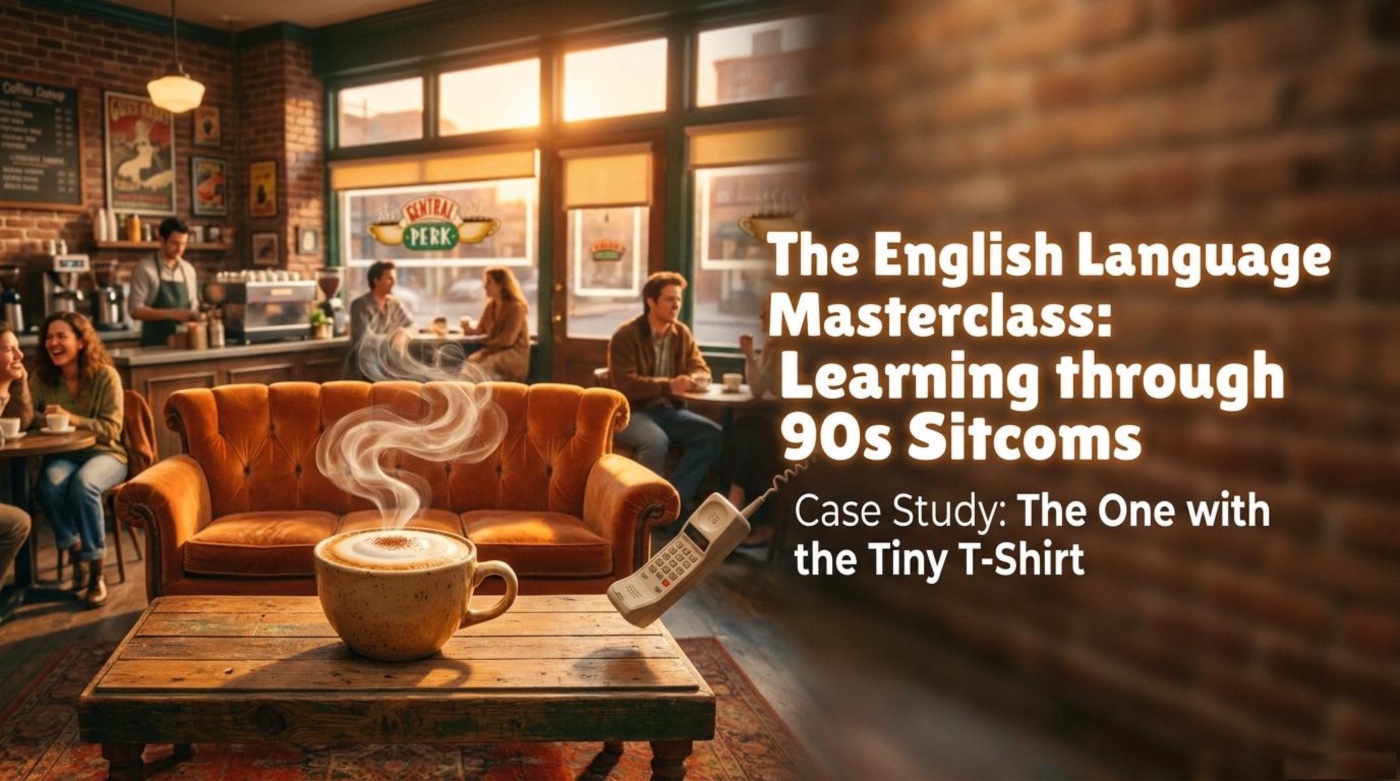 Coffee
CENTRAL
PERK
The English Language
Masterclass:
Learning through
90s Sitcoms
Case Study: The One with
the Tiny T-Shirt